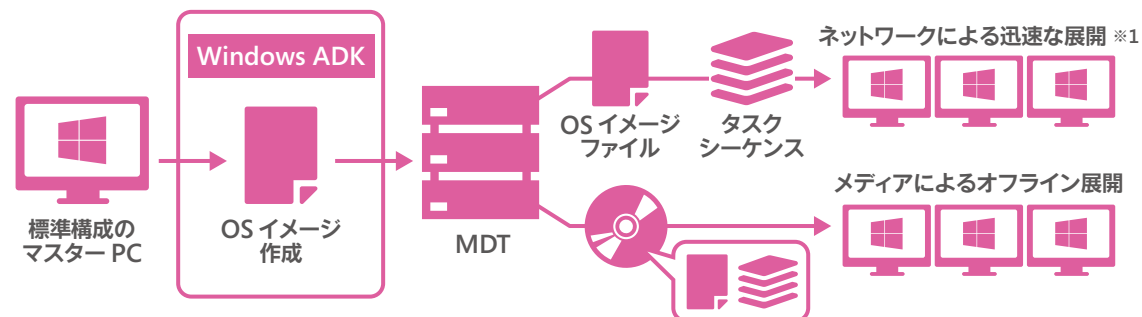 標準構成の
マスター PC
Windows ADK
OS イメージ
作成
MDT
OS イメージ
ファイル
タスク
シーケンス
ネットワークによる迅速な展開 ※1
メディアによるオフライン展開